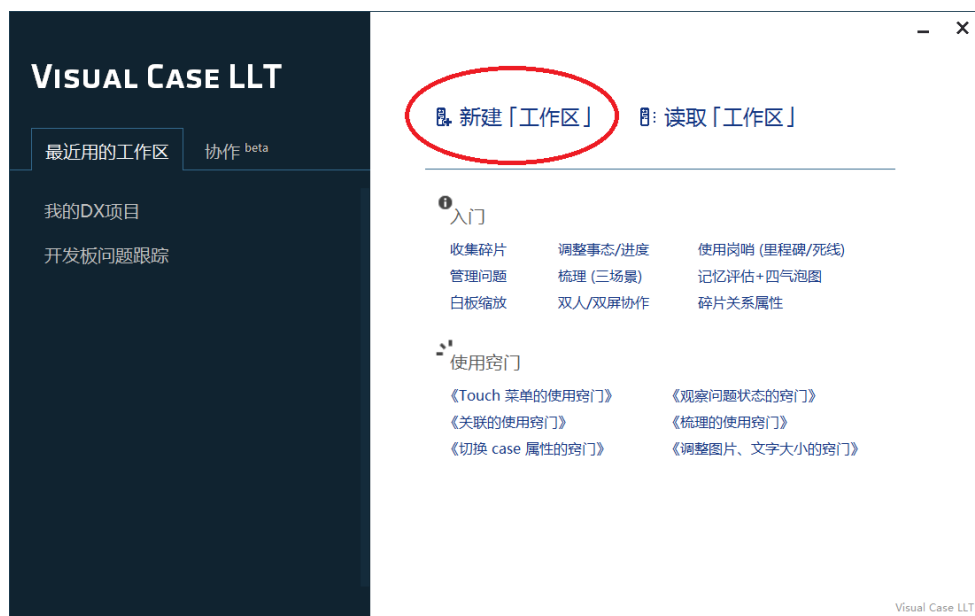 VISUAL CASE LLT
最近用的工作区
协作 beta
我的DX项目
开发板问题跟踪
新建「工作区」 读取「工作区」
入门
收集碎片 调整事态/进度 使用岗哨 (里程碑/死线)
管理问题 梳理 (三场景) 记忆评估+四气泡图
白板缩放 双人/双屏协作 碎片关系属性
使用窍门
《Touch 菜单的使用窍门》 《观察问题状态的窍门》
《关联的使用窍门》 《梳理的使用窍门》
《切换 case 属性的窍门》 《调整图片、文字大小的窍门》
Visual Case LLT